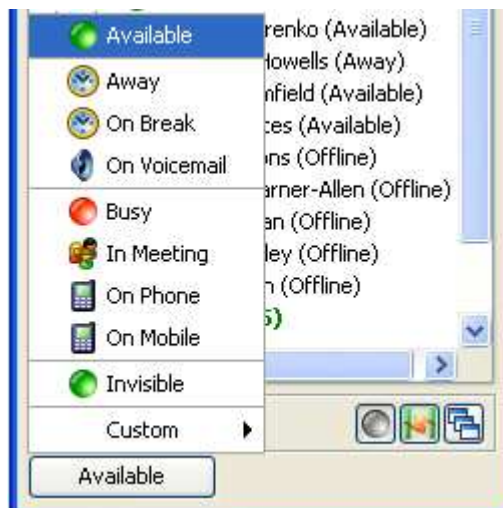 Available
Away
On Break
On Voicemail
Busy
In Meeting
On Phone
On Mobile
Invisible
Custom
Available
renko (Available)
Howells (Away)
nfield (Available)
tes (Available)
ons (Offline)
arner-Allen (Offline)
an (Offline)
ley (Offline)
n (Offline)
)